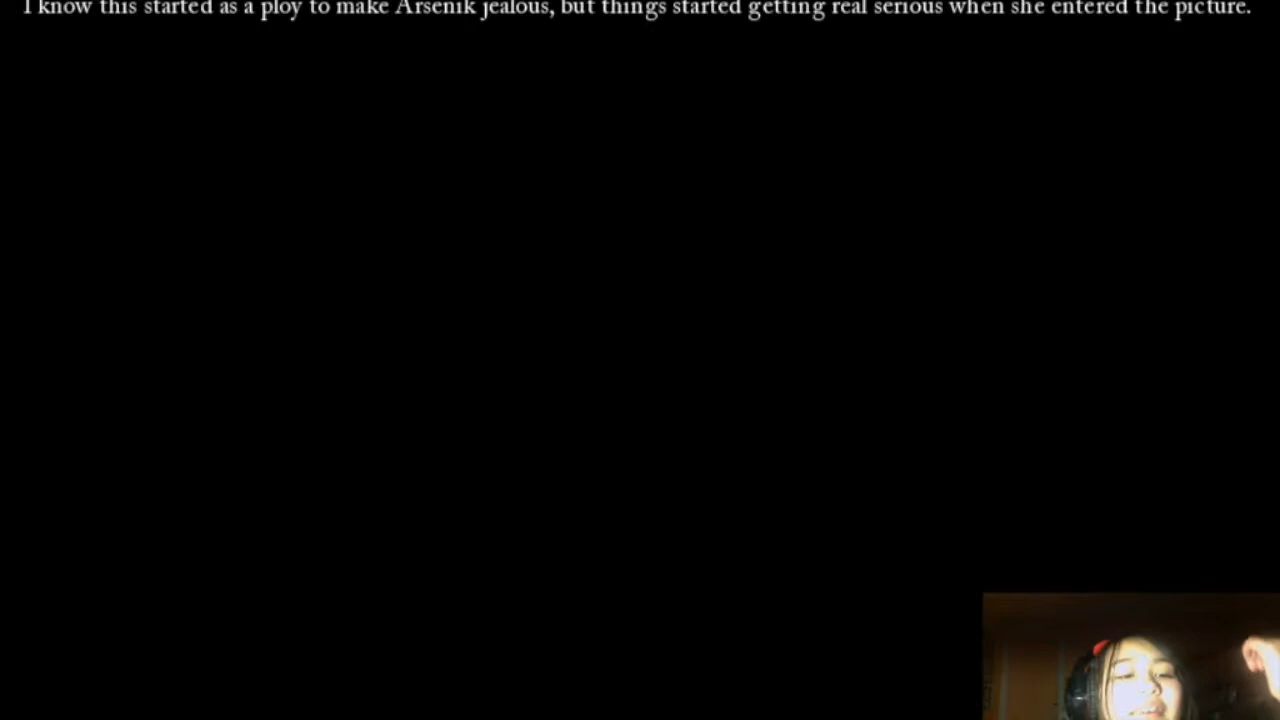 I know this started as a ploy to make Arsenik jealous, but things started getting real serious when she entered the picture.